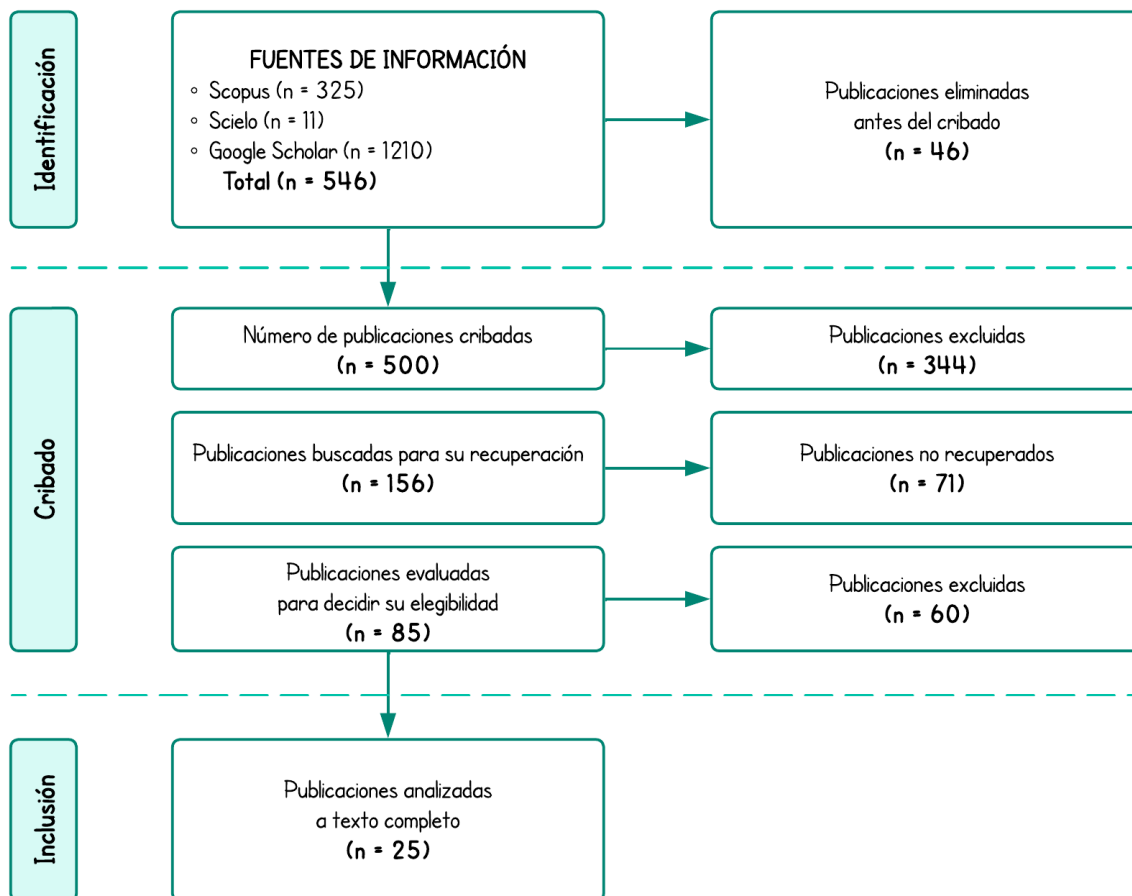 Identificación
FUENTES DE INFORMACIÓN
◦ Scopus (n = 325)
◦ Scielo (n = 11)
◦ Google Scholar (n = 1210)
Total (n = 546)
Publicaciones eliminadas
antes del cribado
(n = 46)
Cribado
Número de publicaciones cribadas
(n = 500)
Publicaciones excluidas
(n = 344)
Publicaciones buscadas para su recuperación
(n = 156)
Publicaciones no recuperados
(n = 71)
Publicaciones evaluadas
para decidir su elegibilidad
(n = 85)
Publicaciones excluidas
(n = 60)
Inclusión
Publicaciones analizadas
a texto completo
(n = 25)